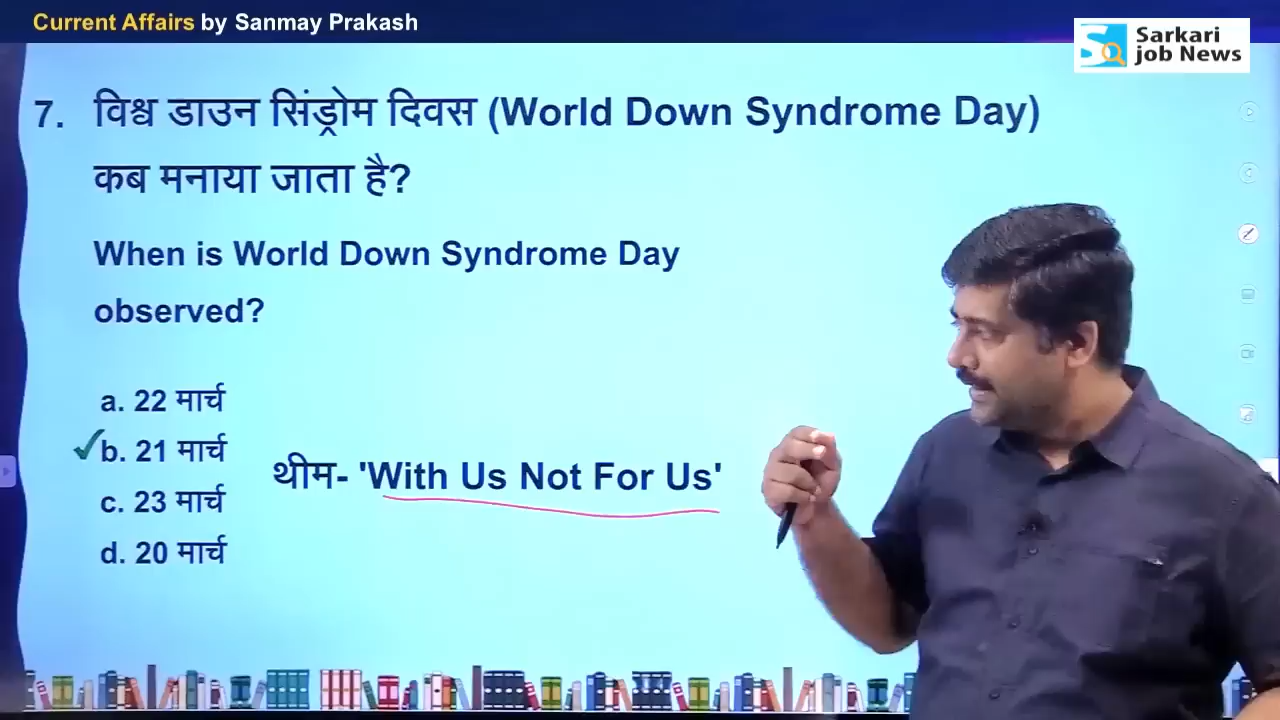 Current Affairs by Sanmay Prakash
Sarkari
Job News
7. विश्व डाउन सिंड्रोम दिवस (World Down Syndrome Day)
कब मनाया जाता है?
When is World Down Syndrome Day
observed?
a. 22 मार्च
b. 21 मार्च
थीम- 'With Us Not For Us'
c. 23 मार्च
d. 20 मार्च